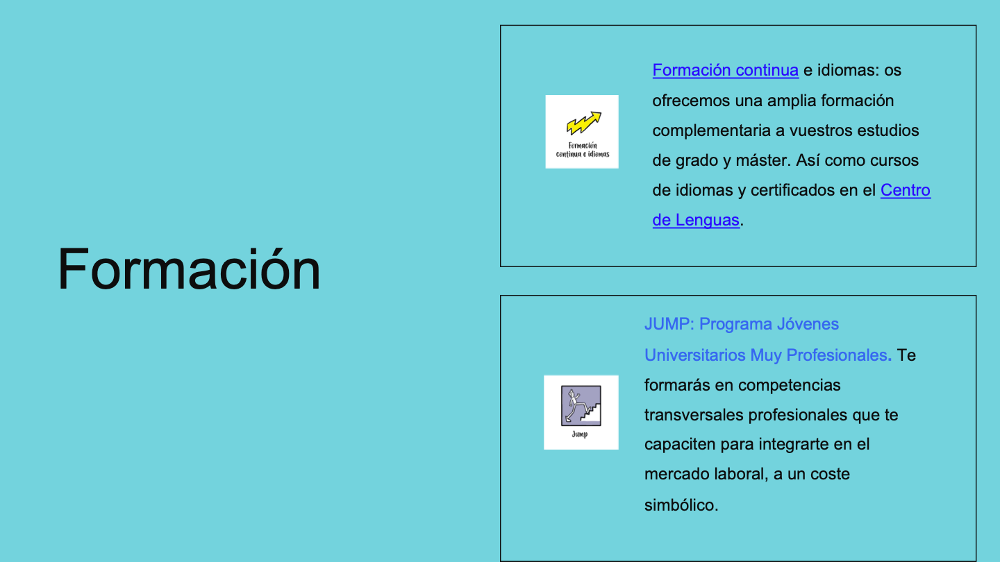 Formación
Formación continua e idiomas: os
ofrecemos una amplia formación
complementaria a vuestros estudios
de grado y máster. Así como cursos
de idiomas y certificados en el Centro
de Lenguas.
Formación
continua e idiomas
JUMP: Programa Jóvenes
Universitarios Muy Profesionales. Te
formarás en competencias
transversales profesionales que te
capaciten para integrarte en el
mercado laboral, a un coste
simbólico.
Jump